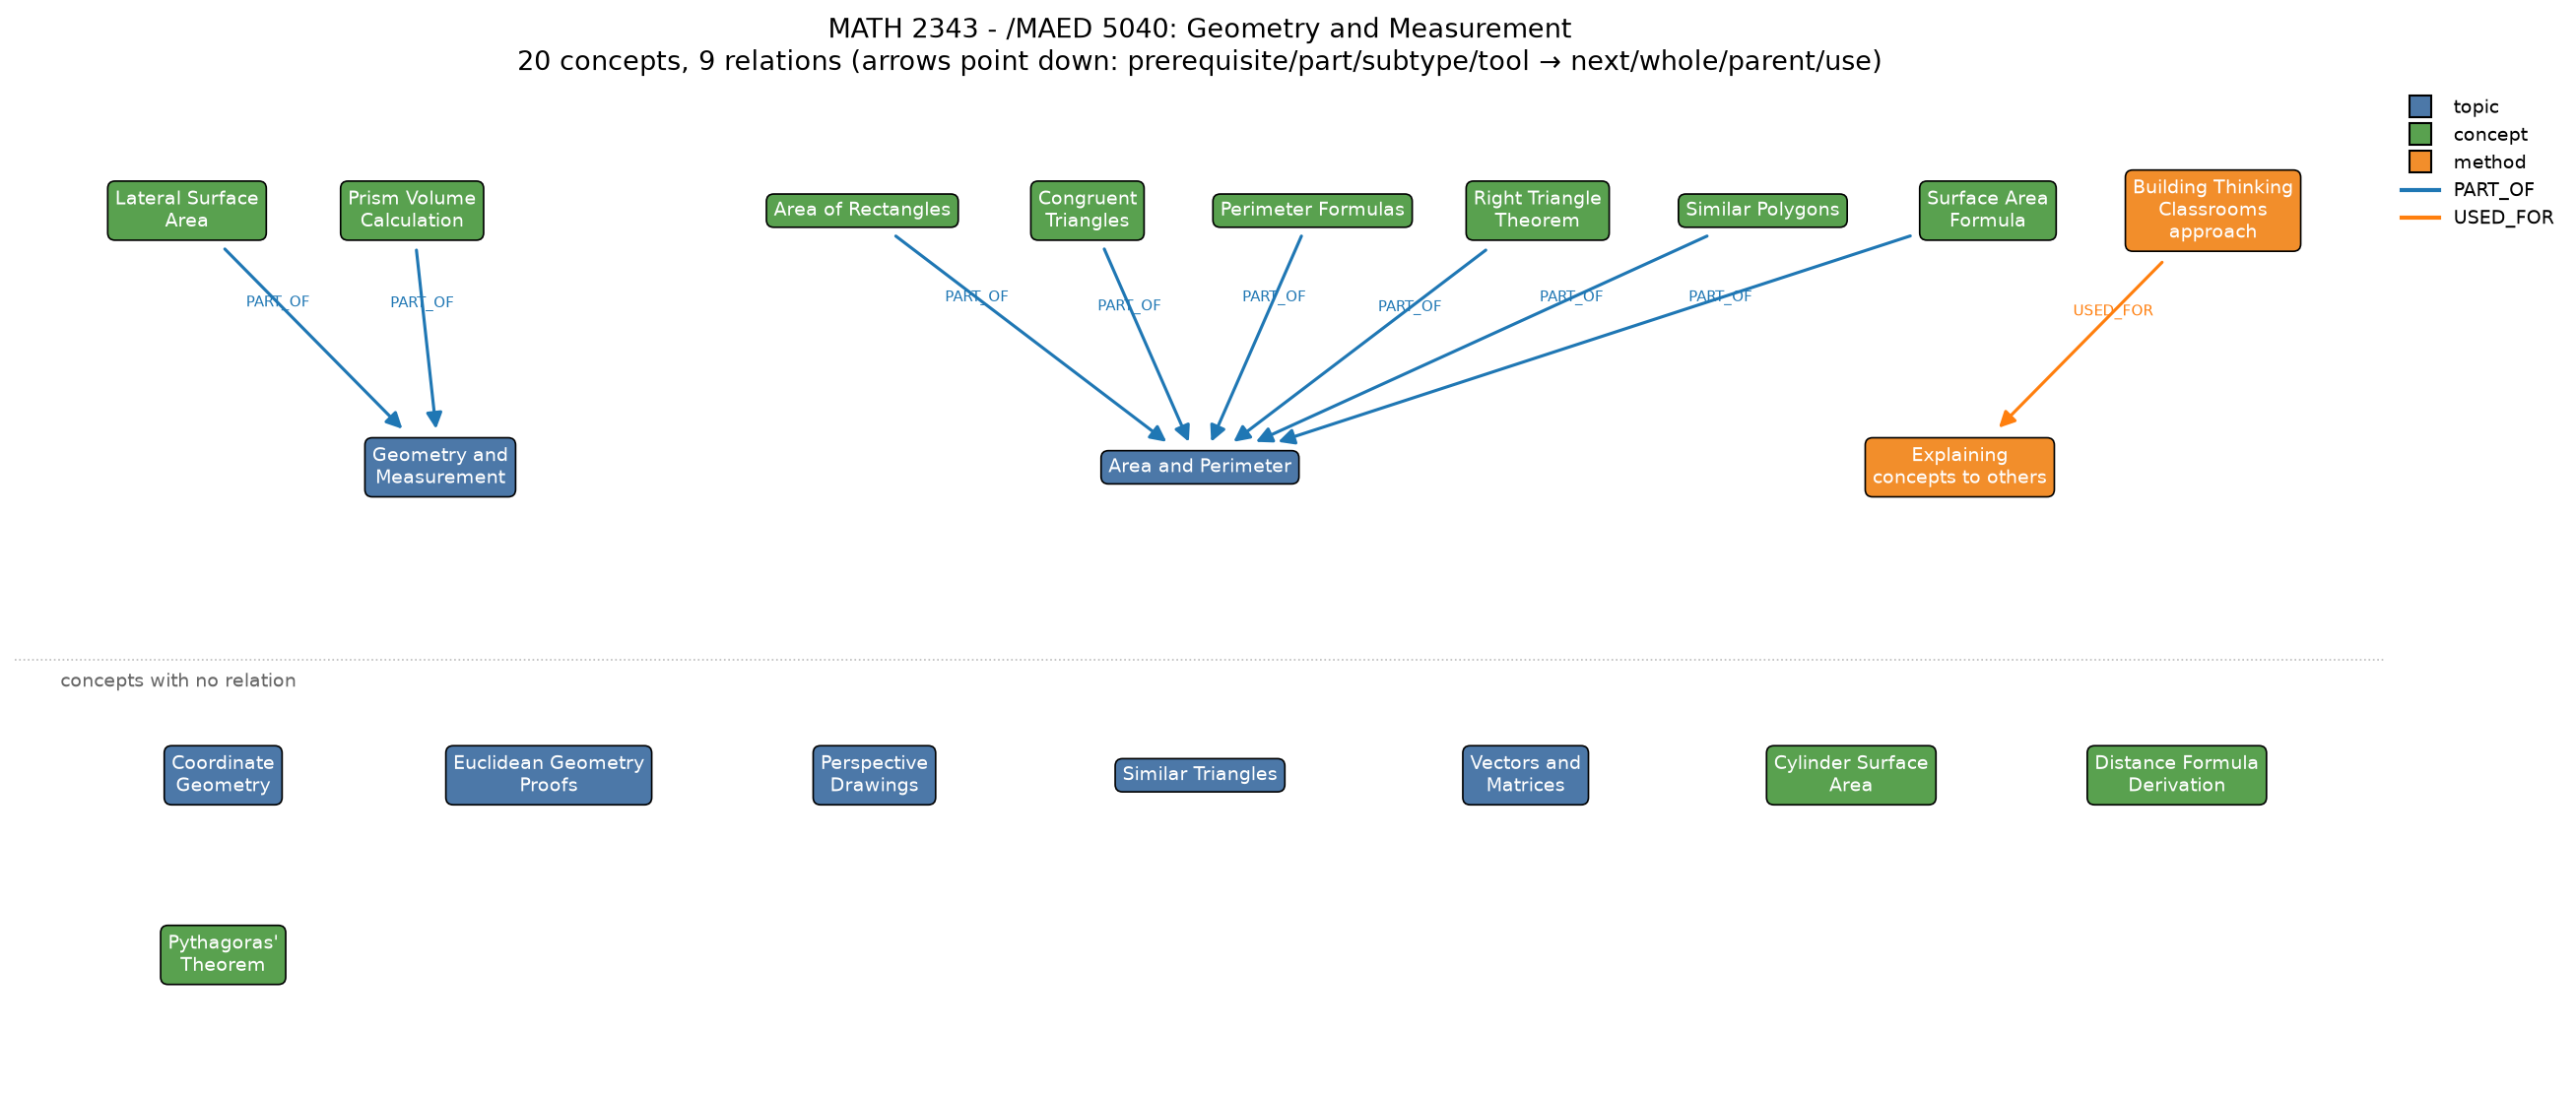 MATH 2343 - /MAED 5040: Geometry and Measurement
20 concepts, 9 relations (arrows point down: prerequisite/part/subtype/tool → next/whole/parent/use)
topic
concept
method
PART_OF
USED_FOR
Lateral Surface
Area
Prism Volume
Calculation
Area of Rectangles
Congruent
Triangles
Perimeter Formulas
Right Triangle
Theorem
Similar Polygons
Surface Area
Formula
Building Thinking
Classrooms
approach
PART_OF
PART_OF
PART_OF
PART_OF
PART_OF
PART_OF
PART_OF
PART_OF
USED_FOR
Geometry and
Measurement
Area and Perimeter
Explaining
concepts to others
concepts with no relation
Coordinate
Geometry
Euclidean Geometry
Proofs
Perspective
Drawings
Similar Triangles
Vectors and
Matrices
Cylinder Surface
Area
Distance Formula
Derivation
Pythagoras'
Theorem